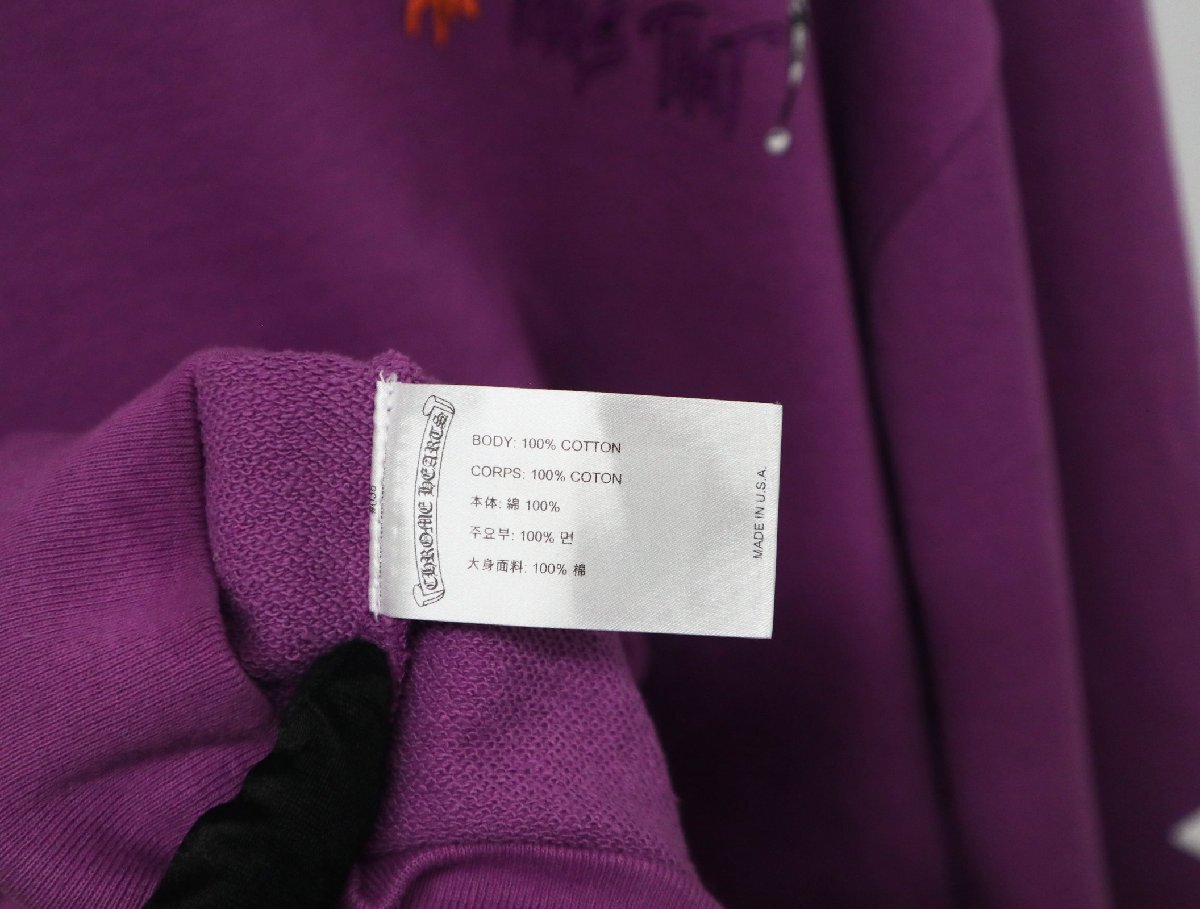 THAT
CHROME HEARTS
BODY: 100% COTTON
CORPS: 100% COTON
本体: 綿 100%
주요부: 100% 면
大身面料: 100% 棉
MADE IN U.S.A.